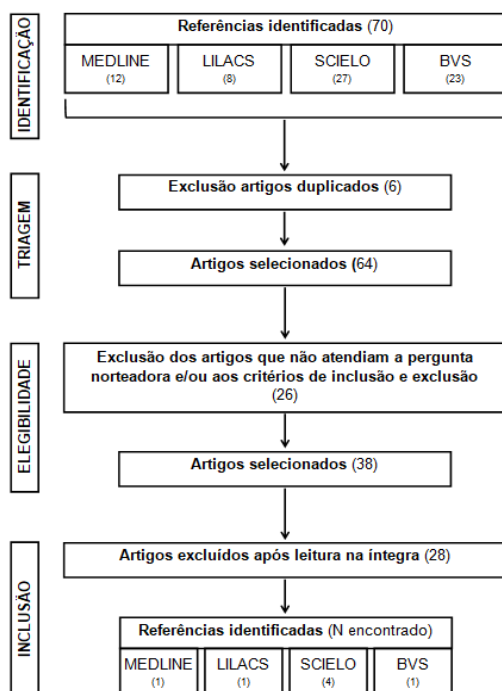 IDENTIFICAÇÃO
Referências identificadas (70)
MEDLINE LILACS SCIELO BVS
(12) (8) (27) (23)
TRIAGEM
Exclusão artigos duplicados (6)
Artigos selecionados (64)
ELEGIBILIDADE
Exclusão dos artigos que não atendiam a pergunta
norteadora e/ou aos critérios de inclusão e exclusão
(26)
Artigos selecionados (38)
INCLUSÃO
Artigos excluídos após leitura na íntegra (28)
Referências identificadas (N encontrado)
MEDLINE LILACS SCIELO BVS
(1) (1) (4) (1)